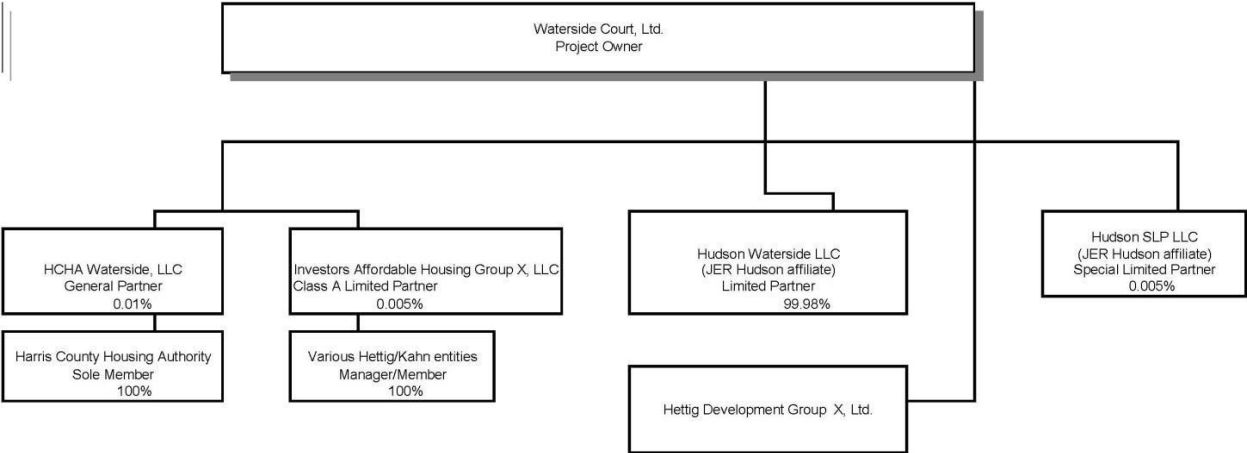 Waterside Court, Ltd.
Project Owner
HCHA Waterside, LLC
General Partner
0.01%
Investors Affordable Housing Group X, LLC
Class A Limited Partner
0.005%
Hudson Waterside LLC
(JER Hudson affiliate)
Limited Partner
99.98%
Hudson SLP LLC
(JER Hudson affiliate)
Special Limited Partner
0.005%
Harris County Housing Authority
Sole Member
100%
Various Hettig/Kahn entities
Manager/Member
100%
Hettig Development Group X, Ltd.